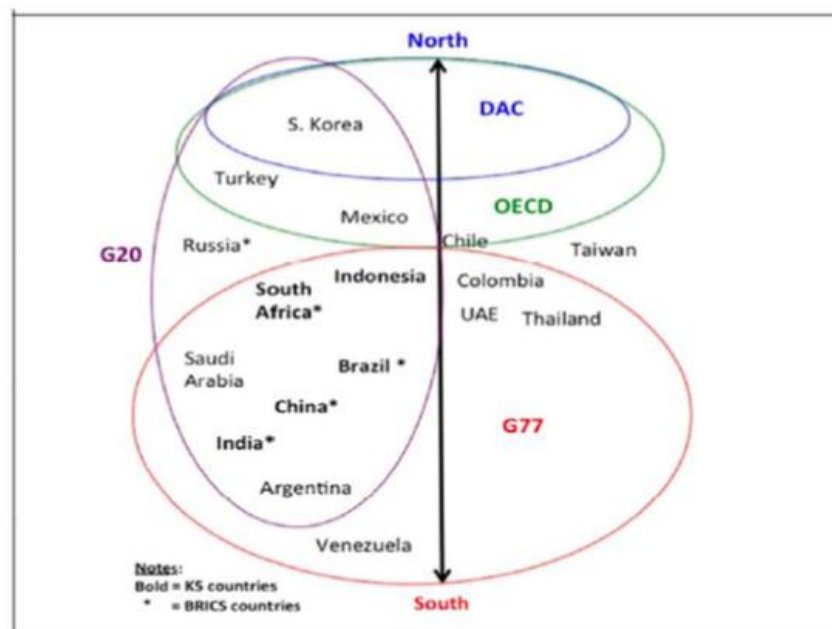 North
DAC
S. Korea
Turkey
OECD
Mexico
Chile
Russia*
Taiwan
G20
Indonesia
Colombia
South
Africa*
UAE
Thailand
Saudi
Arabia
Brazil *
China*
G77
India*
Argentina
Venezuela
Notes:
Bold = KS countries
* = BRICS countries
South